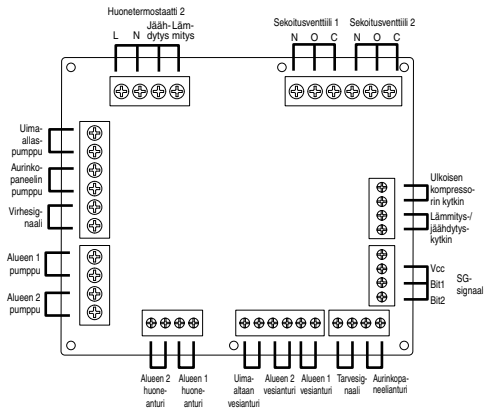 Huonetermostaatti 2
Jääh- Läm-
L N dytys mitys
Sekoitusventtiili 1 Sekoitusventtiili 2
N O C N O C
Uima-
allas-
pumppu
Aurinko-
paneelin
pumppu
Virhesig-
naali
Alueen 1
pumppu
Alueen 2
pumppu
Ulkoisen
kompresso-
rin kytkin
Lämmitys-/
jäähdytys-
kytkin
Vcc
Bit1
Bit2
SG-
signaal
Alueen 2
huone-
anturi
Alueen 1
huone-
anturi
Uima-
altaan
vesianturi
Alueen 2
vesianturi
Alueen 1
vesianturi
Tarvesig-
naali
Aurinkopa-
neelianturi